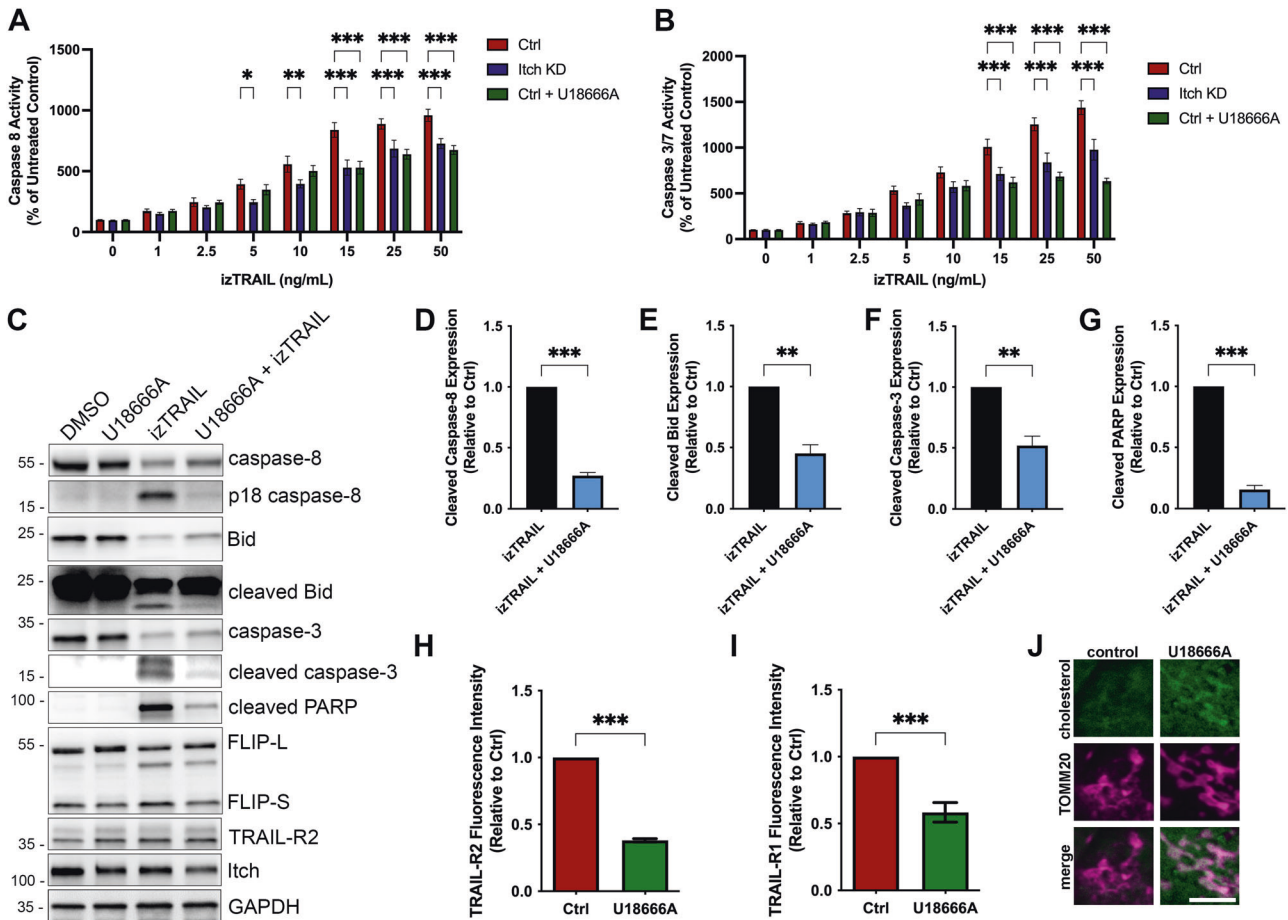 A
Caspase 8 Activity
(% of Untreated Control)
1500
1000
500
0
*
**
***
***
***
***
***
***
Ctrl
Itch KD
Ctrl + U18666A
0 1 2.5 5 10 15 25 50
izTRAIL (ng/mL)
B
Caspase 3/7 Activity
(% of Untreated Control)
2000
1500
1000
500
0
***
***
***
***
***
***
Ctrl
Itch KD
Ctrl + U18666A
0 1 2.5 5 10 15 25 50
izTRAIL (ng/mL)
C
DMSO
U18666A
izTRAIL
U18666A + izTRAIL
55 - caspase-8
15 - p18 caspase-8
25 - Bid
25 - cleaved Bid
35 - caspase-3
15 - cleaved caspase-3
100 - cleaved PARP
55 - FLIP-L
FLIP-S
35 - TRAIL-R2
100 - Itch
35 - GAPDH
D
Cleaved Caspase-8 Expression
(Relative to Ctrl)
1.5
1.0
0.5
0.0
***
izTRAIL
izTRAIL + U18666A
E
Cleaved Bid Expression
(Relative to Ctrl)
1.5
1.0
0.5
0.0
**
izTRAIL
izTRAIL + U18666A
F
Cleaved Caspase-3 Expression
(Relative to Ctrl)
1.5
1.0
0.5
0.0
**
izTRAIL
izTRAIL + U18666A
G
Cleaved PARP Expression
(Relative to Ctrl)
1.5
1.0
0.5
0.0
***
izTRAIL
izTRAIL + U18666A
H
TRAIL-R2 Fluorescence Intensity
(Relative to Ctrl)
1.5
1.0
0.5
0.0
***
Ctrl U18666A
I
TRAIL-R1 Fluorescence Intensity
(Relative to Ctrl)
1.5
1.0
0.5
0.0
***
Ctrl U18666A
J
control U18666A
cholesterol
TOMM20
merge